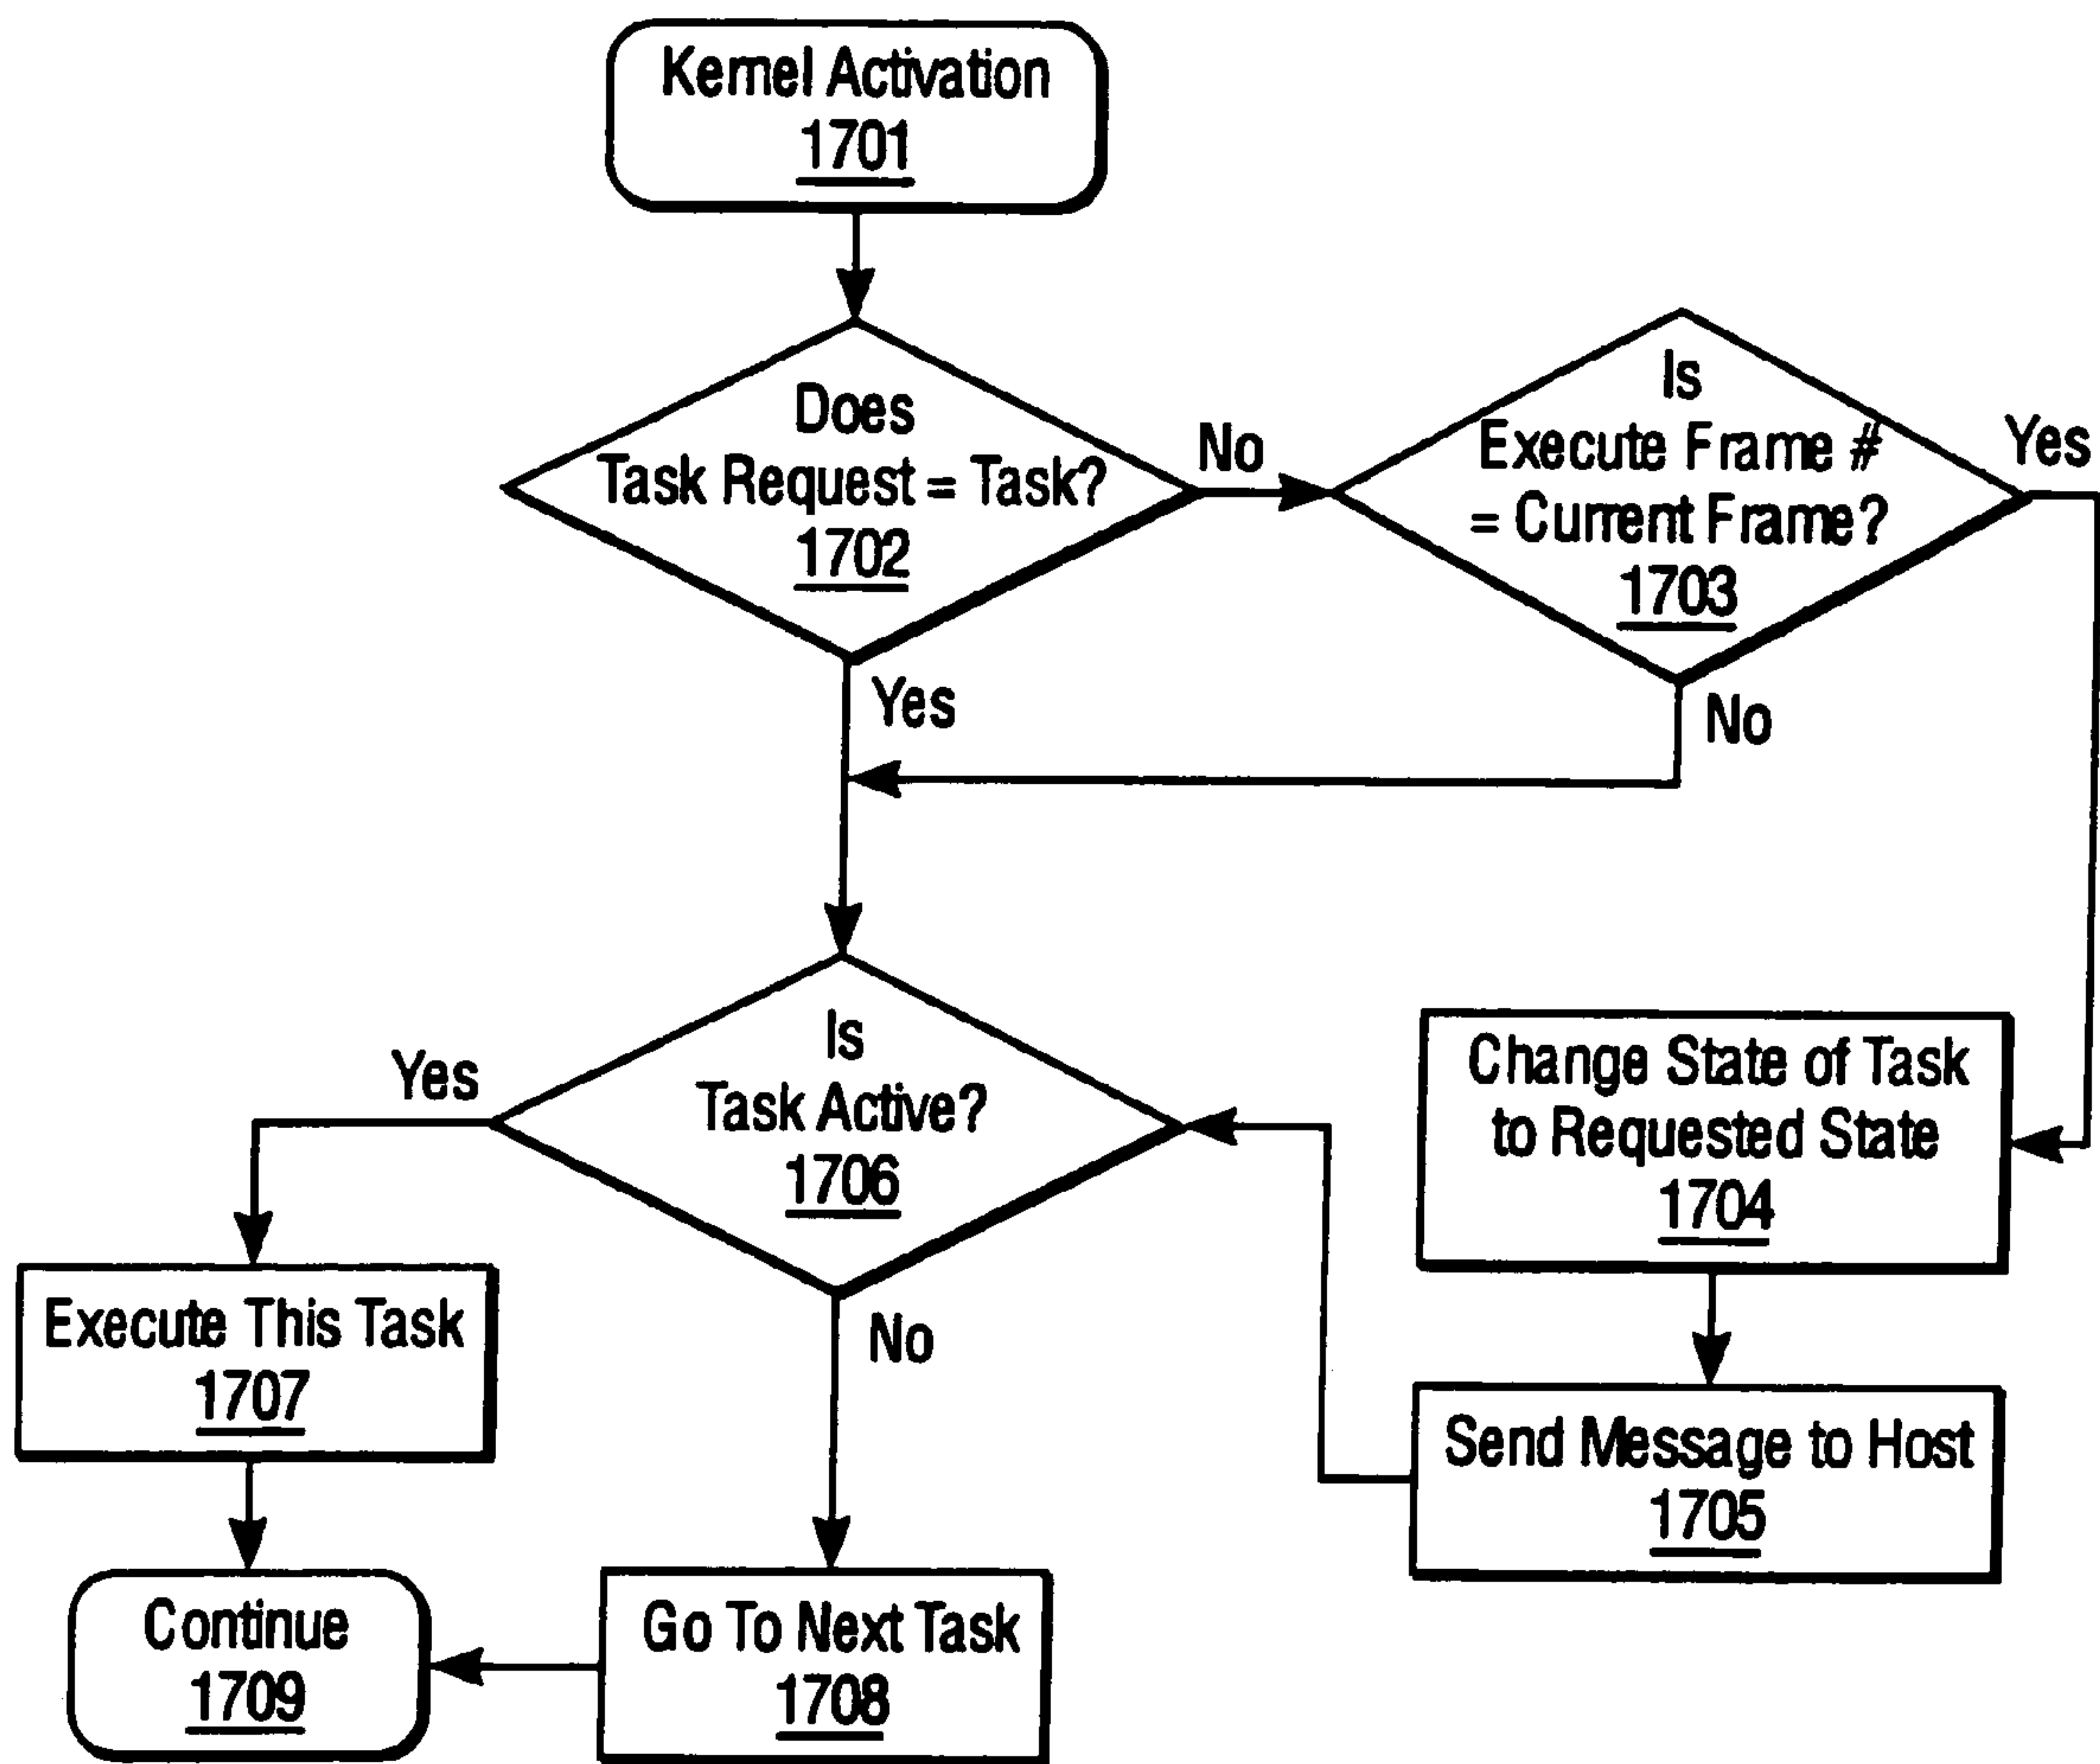 Kernel Activation
1701
Does
Task Request = Task?
1702
No
Is
Execute Frame #
= Current Frame?
1703
Yes
Yes
No
Is
Task Active?
1706
Yes
No
Change State of Task
to Requested State
1704
Execute This Task
1707
Send Message to Host
1705
Continue
1709
Go To Next Task
1708